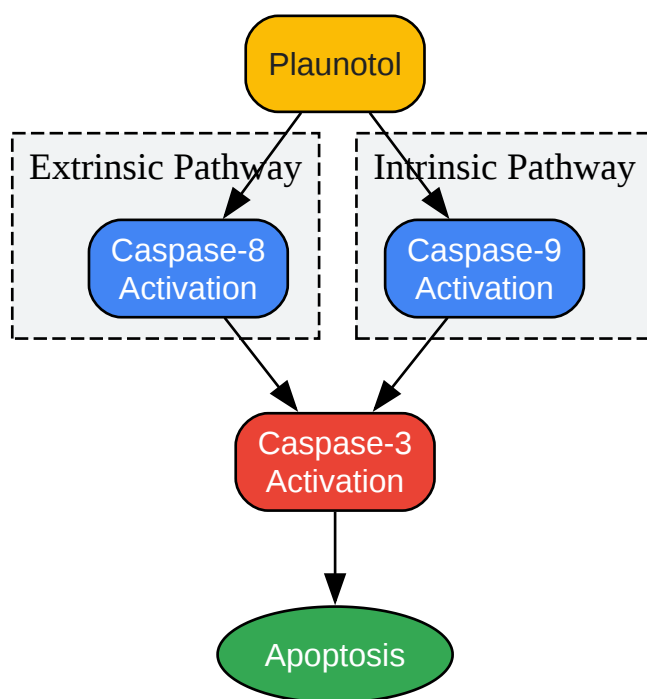 Plaunotol
Extrinsic Pathway
Intrinsic Pathway
Caspase-8
Activation
Caspase-9
Activation
Caspase-3
Activation
Apoptosis